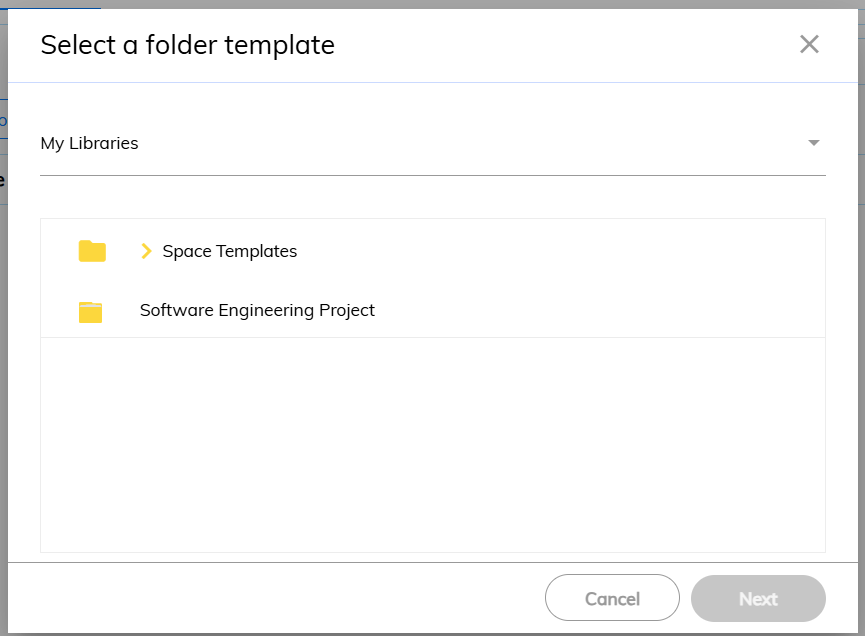 Select a folder template
My Libraries
Space Templates
Software Engineering Project
Cancel
Next